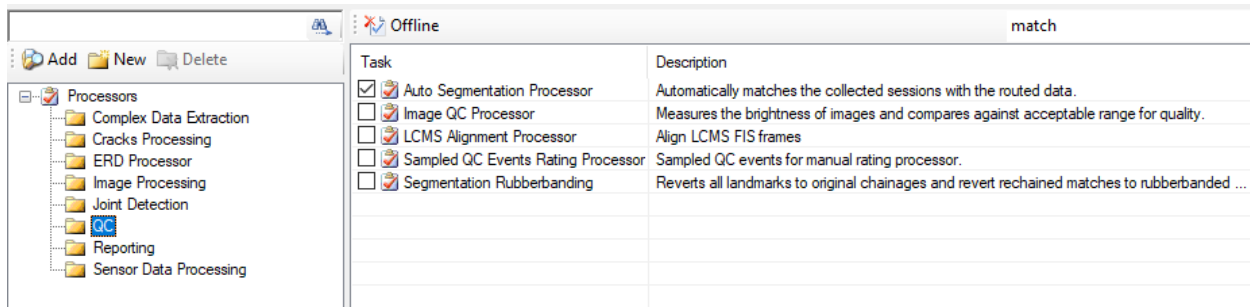 Offline
match
Add New Delete
Task Description
Processors
Complex Data Extraction
Cracks Processing
ERD Processor
Image Processing
Joint Detection
QC
Reporting
Sensor Data Processing
Auto Segmentation Processor Automatically matches the collected sessions with the routed data.
Image QC Processor Measures the brightness of images and compares against acceptable range for quality.
LCMS Alignment Processor Align LCMS FIS frames
Sampled QC Events Rating Processor Sampled QC events for manual rating processor.
Segmentation Rubberbanding Reverts all landmarks to original chainages and revert rechained matches to rubberbanded ...